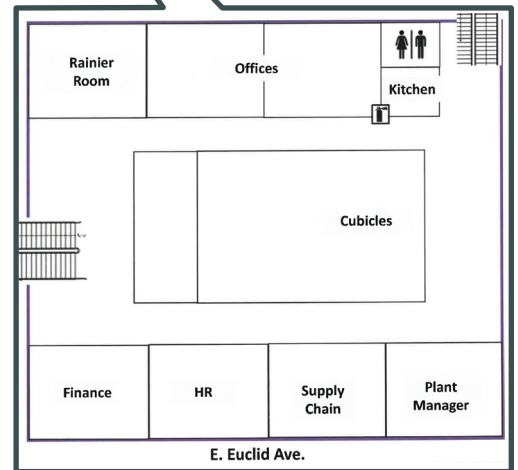 Rainier
Room
Offices
Kitchen
Cubicles
Finance
HR
Supply
Chain
Plant
Manager
E. Euclid Ave.